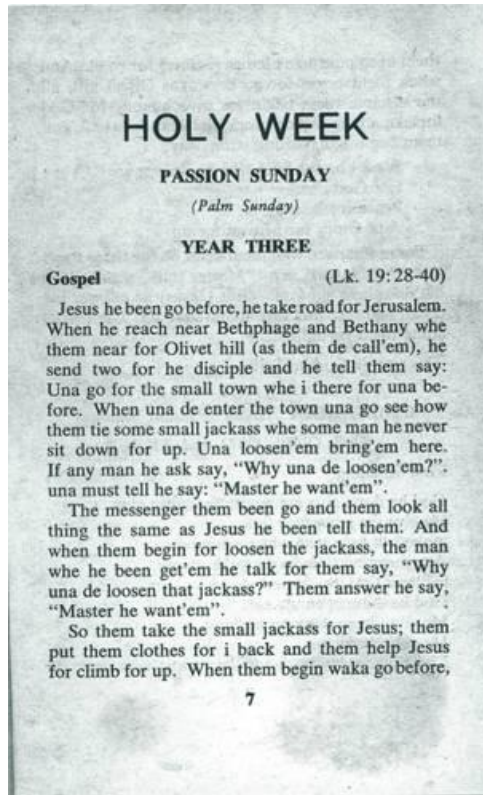 HOLY WEEK
PASSION SUNDAY
(Palm Sunday)
YEAR THREE
Gospel (Lk. 19:28-40)
Jesus he been go before, he take road for Jerusalem.
When he reach near Bethphage and Bethany whe
them near for Olivet hill (as them de call'em), he
send two for he disciple and he tell them say:
Una go for the small town whe i there for una be-
fore. When una de enter the town una go see how
them tie some small jackass whe some man he never
sit down for up. Una loosen'em bring'em here.
If any man he ask say, "Why una de loosen'em?".
una must tell he say: "Master he want'em".
The messenger them been go and them look all
thing the same as Jesus he been tell them. And
when them begin for loosen the jackass, the man
whe he been get'em he talk for them say, "Why
una de loosen that jackass?" Them answer he say,
"Master he want'em".
So them take the small jackass for Jesus; them
put them clothes for i back and them help Jesus
for climb for up. When them begin waka go before,
7